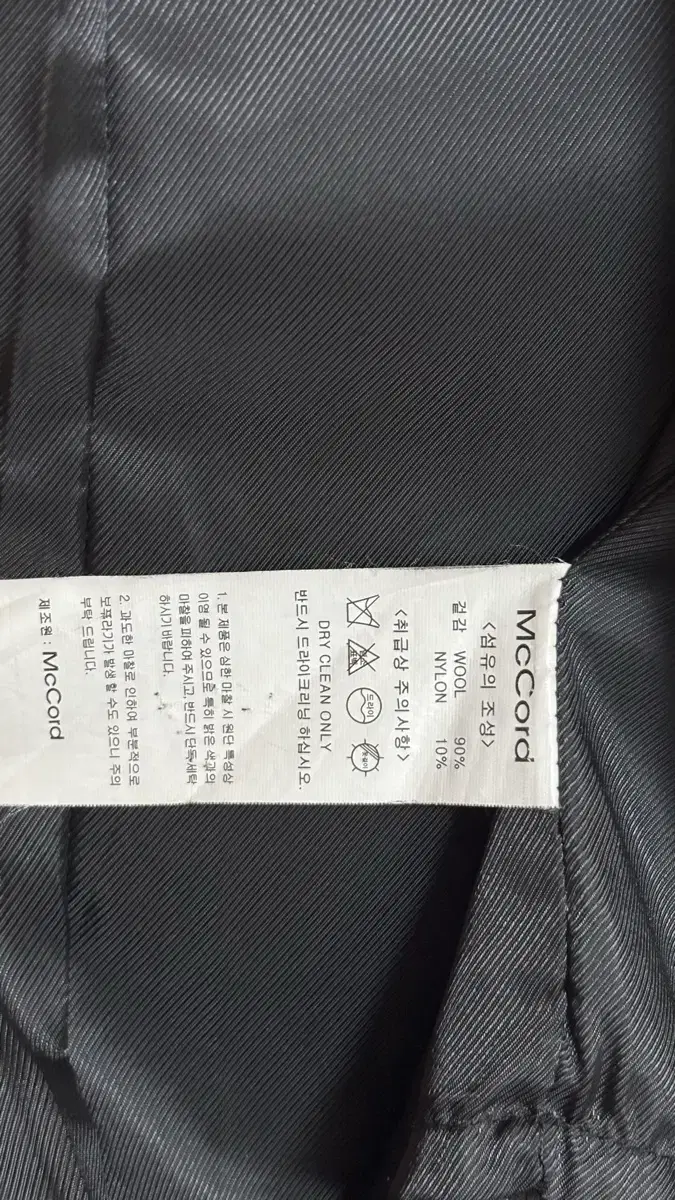 McCord
<섬유의 조성>
겉감 WOOL 90%
NYLON 10%
<취급상 주의사항>
드라이
DRY CLEAN ONLY
반드시 드라이크리닝 하십시오.
1. 본 제품은 심한 마찰 시 원단 특성상
이염 될 수 있으므로 특히 밝은 색과의
마찰을 피하여 주시고, 반드시 단독세탁
하시기 바랍니다.
2. 과도한 마찰로 인하여 부분적으로
보푸라기가 발생 할 수도 있으니 주의
부탁 드립니다.
제조원 : McCord